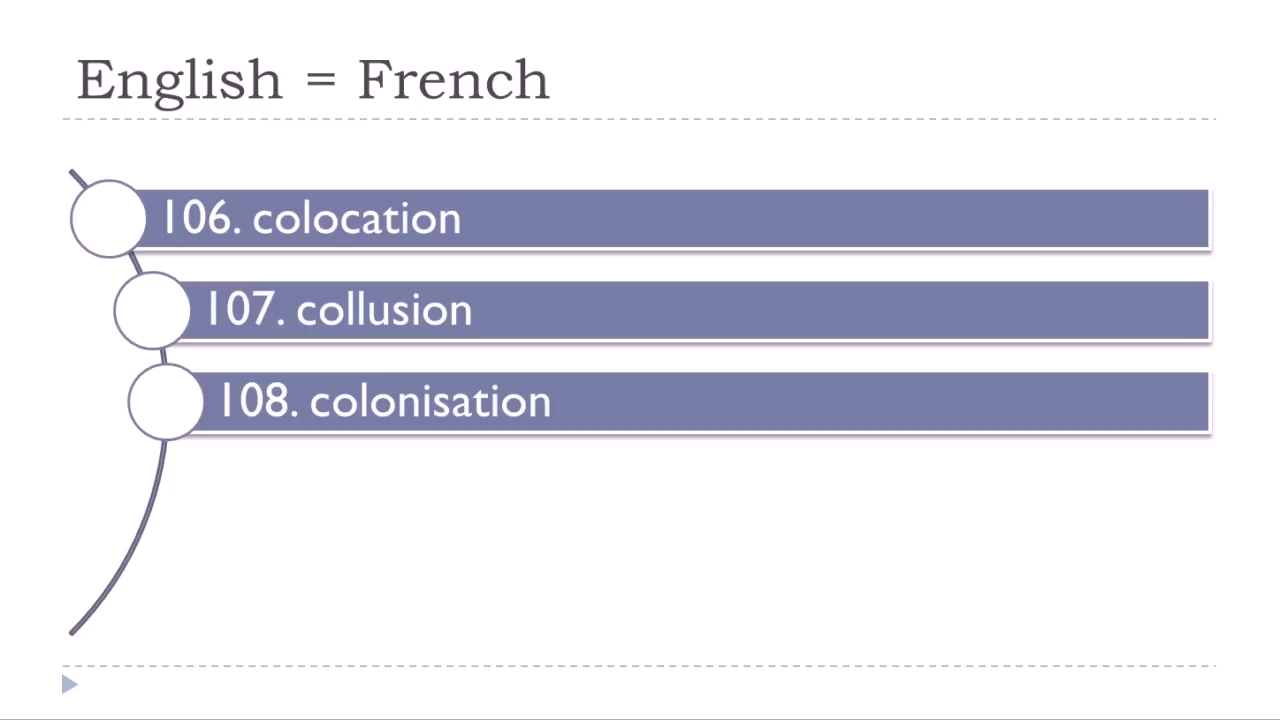 English = French
106. colocation
107. collusion
108. colonisation